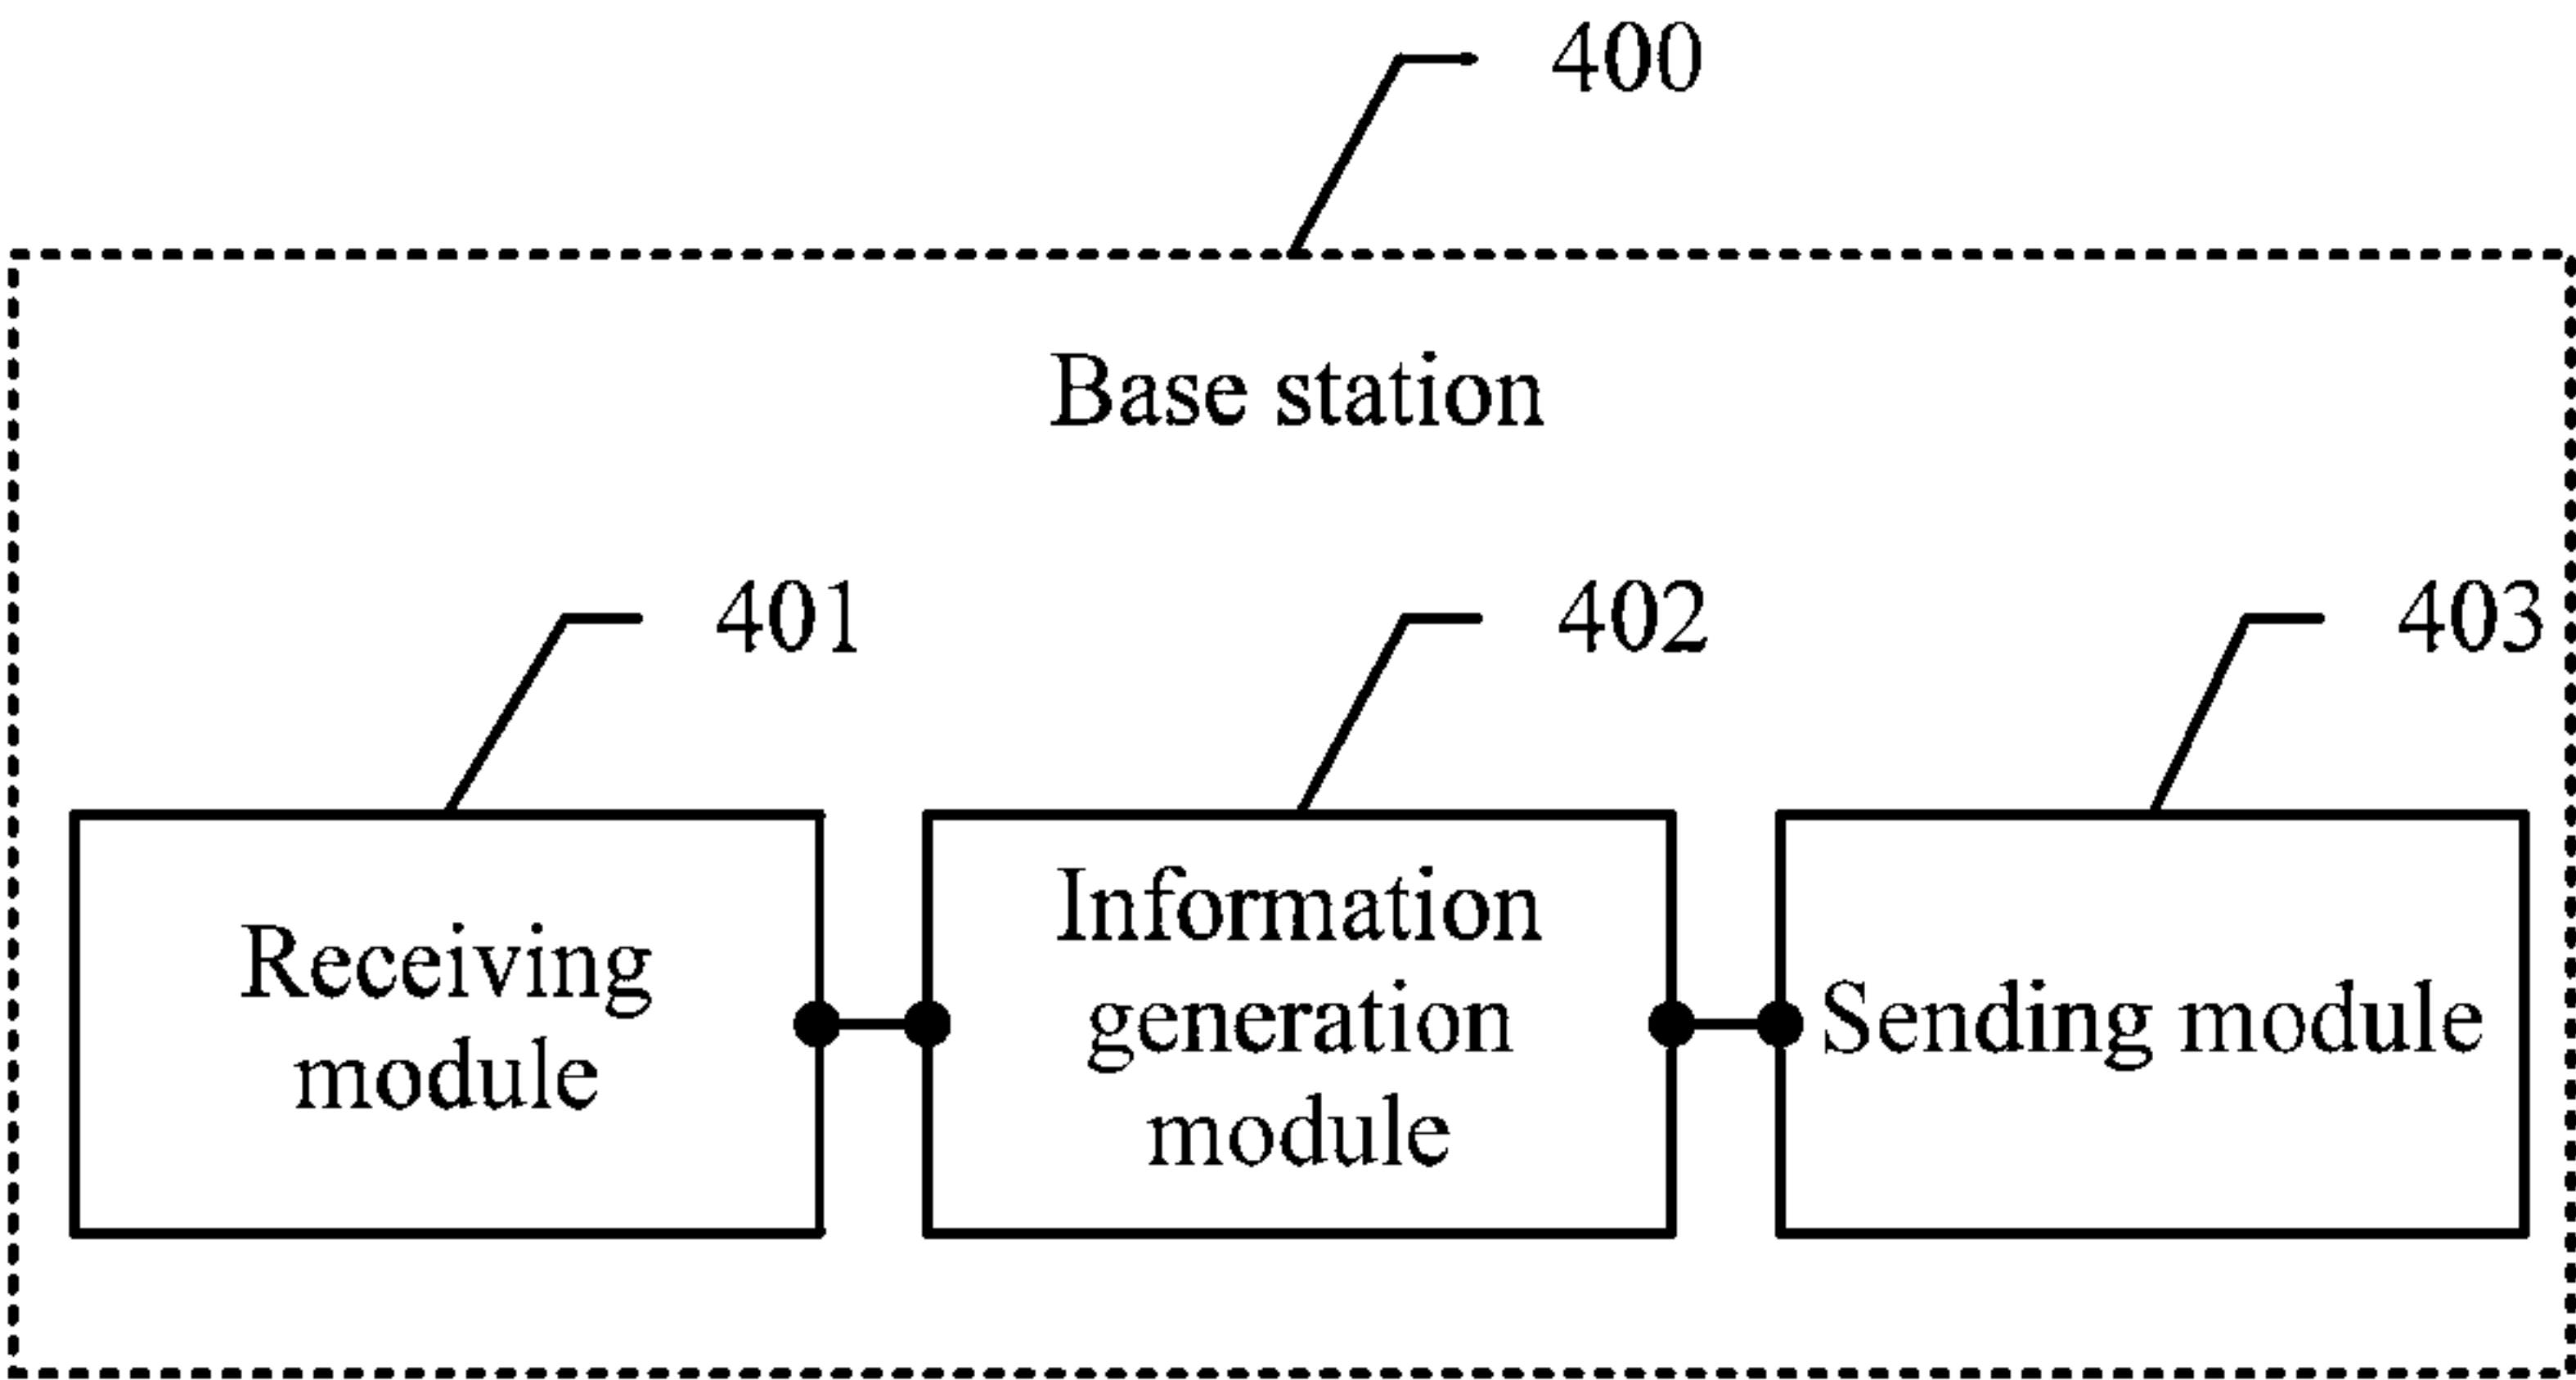 400
Base station
401
402
403
Receiving
module
Information
generation
module
Sending module